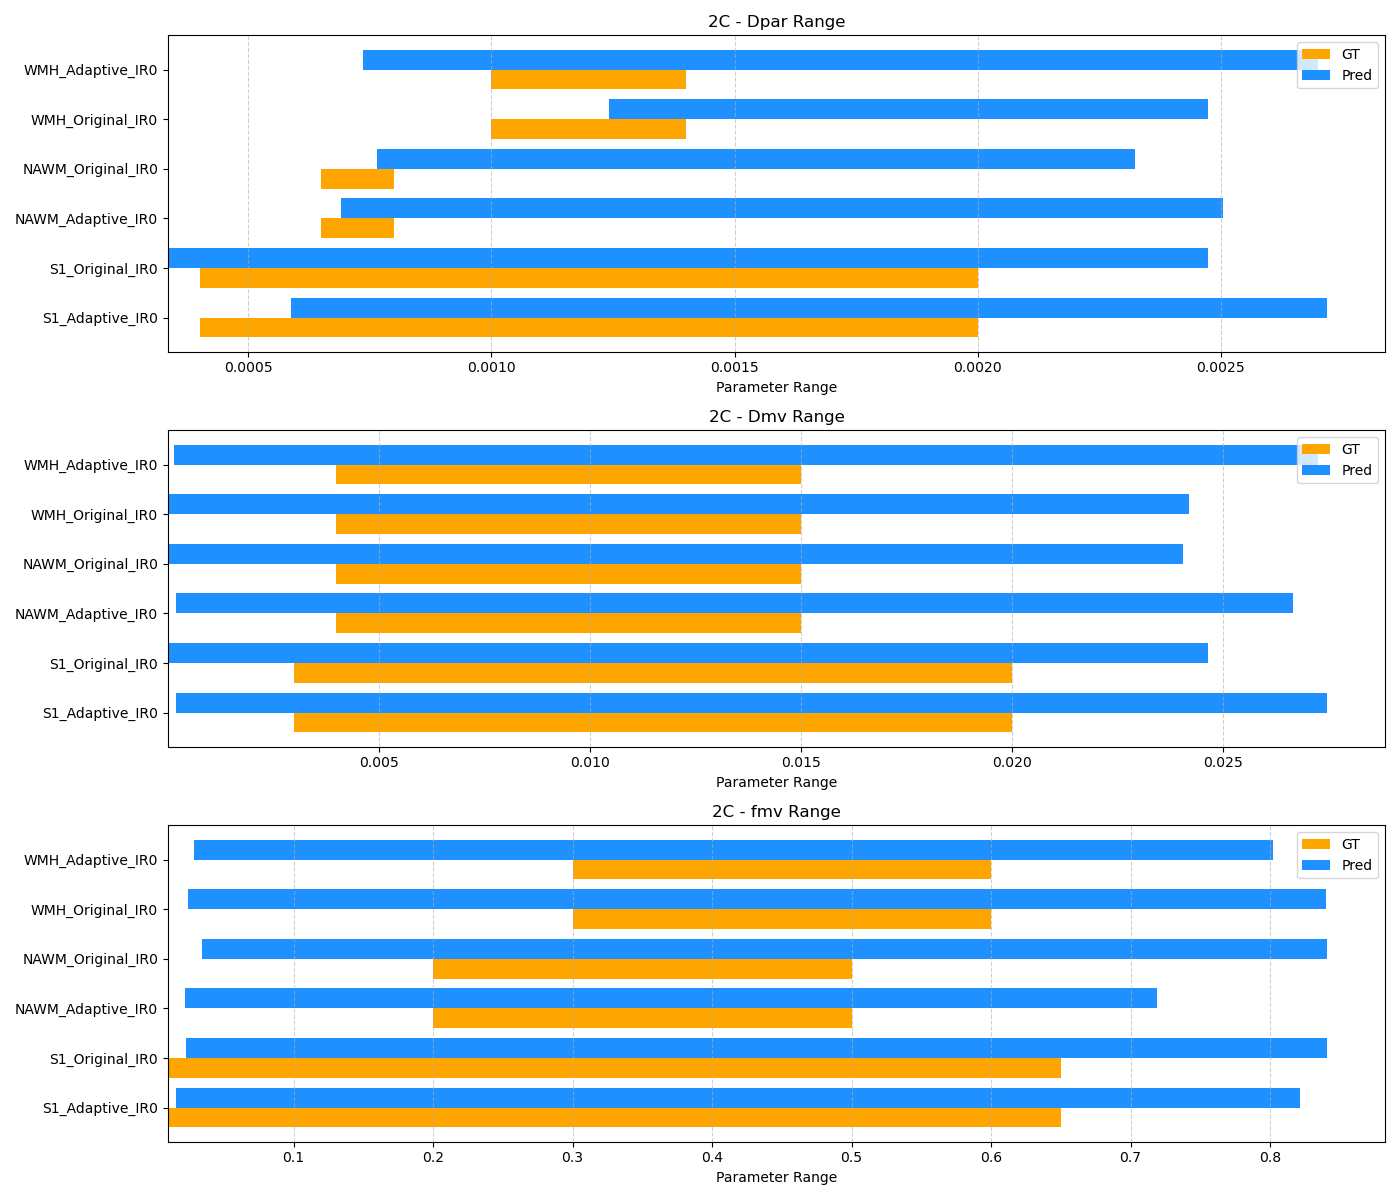 2C - Dpar Range
WMH_Adaptive_IR0
WMH_Original_IR0
NAWM_Original_IR0
NAWM_Adaptive_IR0
S1_Original_IR0
S1_Adaptive_IR0
GT
Pred
0.0005 0.0010 0.0015 0.0020 0.0025
Parameter Range
2C - Dmv Range
WMH_Adaptive_IR0
WMH_Original_IR0
NAWM_Original_IR0
NAWM_Adaptive_IR0
S1_Original_IR0
S1_Adaptive_IR0
GT
Pred
0.005 0.010 0.015 0.020 0.025
Parameter Range
2C - fmv Range
WMH_Adaptive_IR0
WMH_Original_IR0
NAWM_Original_IR0
NAWM_Adaptive_IR0
S1_Original_IR0
S1_Adaptive_IR0
GT
Pred
0.1 0.2 0.3 0.4 0.5 0.6 0.7 0.8
Parameter Range